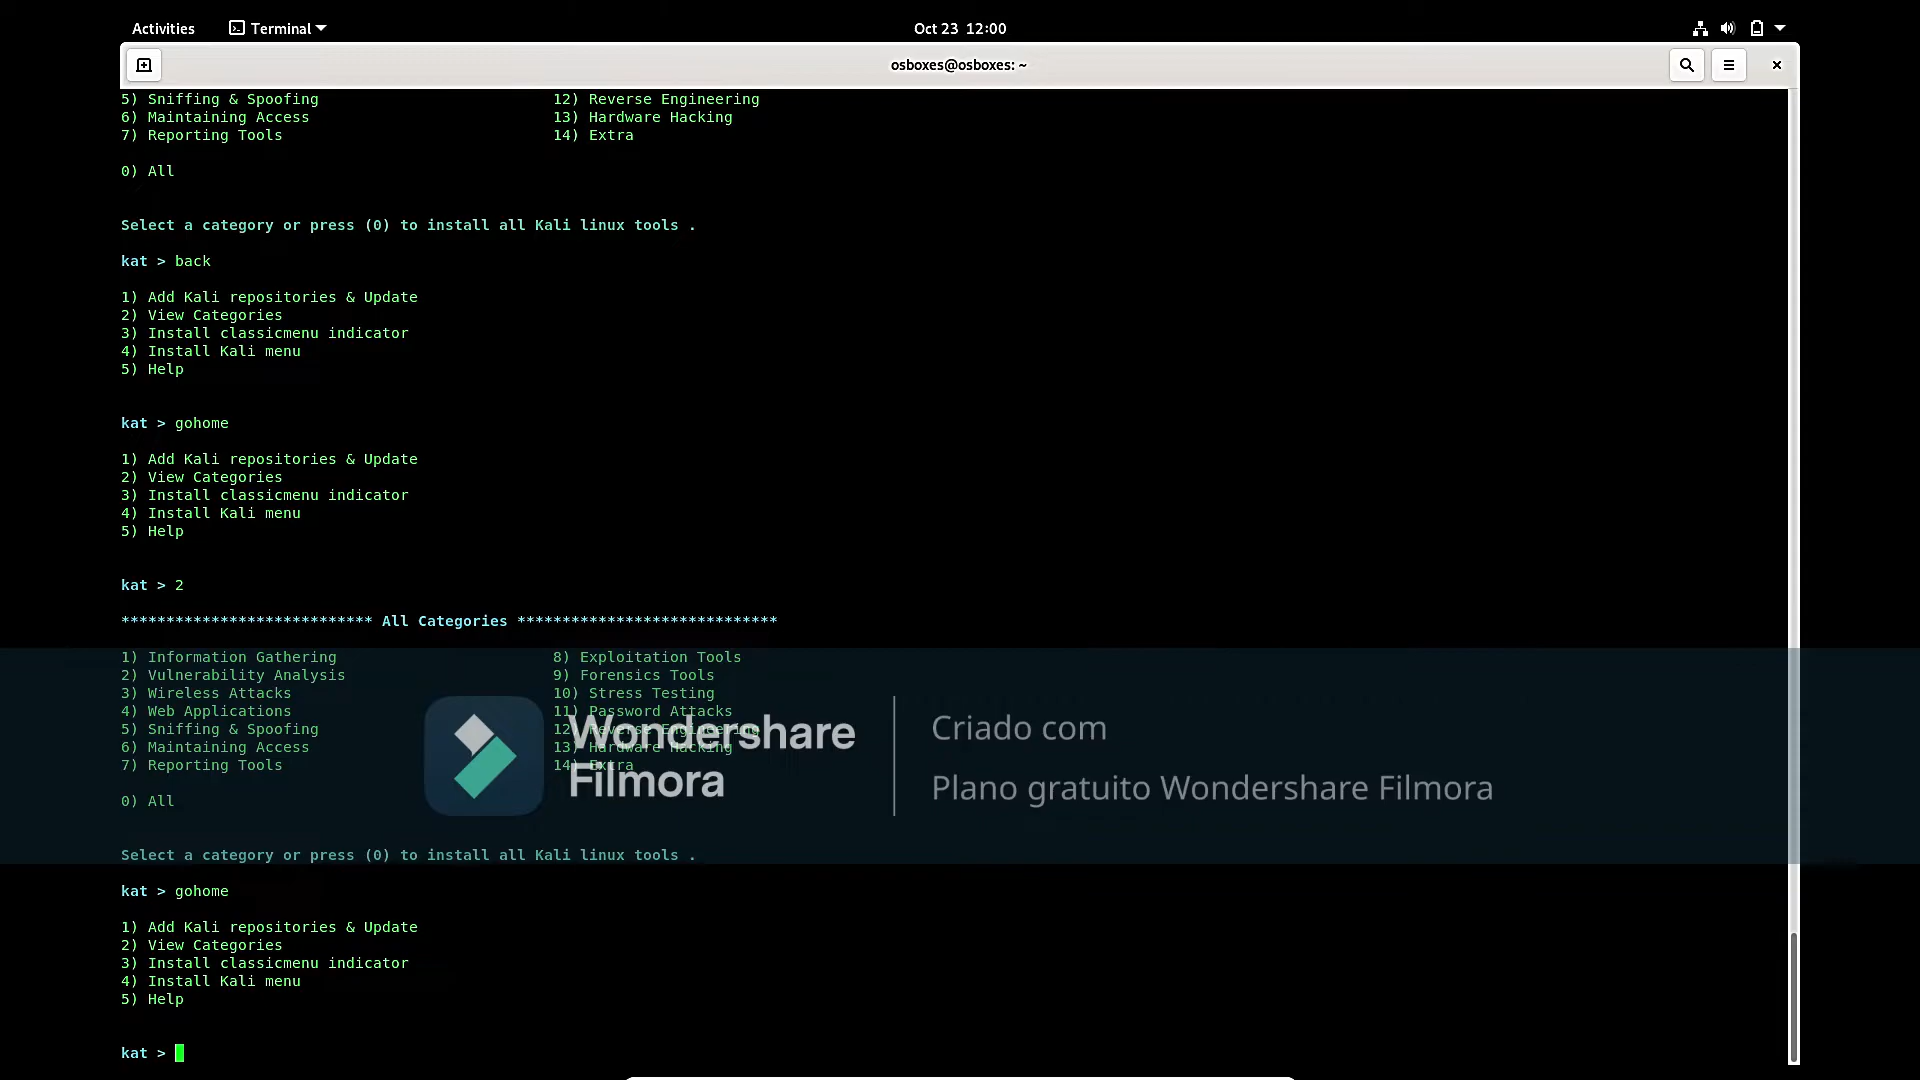 Activities Terminal Oct 23 12:00
osboxes@osboxes: ~
5) Sniffing & Spoofing 12) Reverse Engineering
6) Maintaining Access 13) Hardware Hacking
7) Reporting Tools 14) Extra
0) All
Select a category or press (0) to install all Kali linux tools .
kat > back
1) Add Kali repositories & Update
2) View Categories
3) Install classicmenu indicator
4) Install Kali menu
5) Help
kat > gohome
1) Add Kali repositories & Update
2) View Categories
3) Install classicmenu indicator
4) Install Kali menu
5) Help
kat > 2
**************************** All Categories *****************************
1) Information Gathering 8) Exploitation Tools
2) Vulnerability Analysis 9) Forensics Tools
3) Wireless Attacks 10) Stress Testing
4) Web Applications 11) Password Attacks
5) Sniffing & Spoofing 12) Reverse Engineering
6) Maintaining Access 13) Hardware Hacking
7) Reporting Tools 14) Extra
Wondershare
Filmora
Criado com
Plano gratuito Wondershare Filmora
0) All
Select a category or press (0) to install all Kali linux tools .
kat > gohome
1) Add Kali repositories & Update
2) View Categories
3) Install classicmenu indicator
4) Install Kali menu
5) Help
kat >